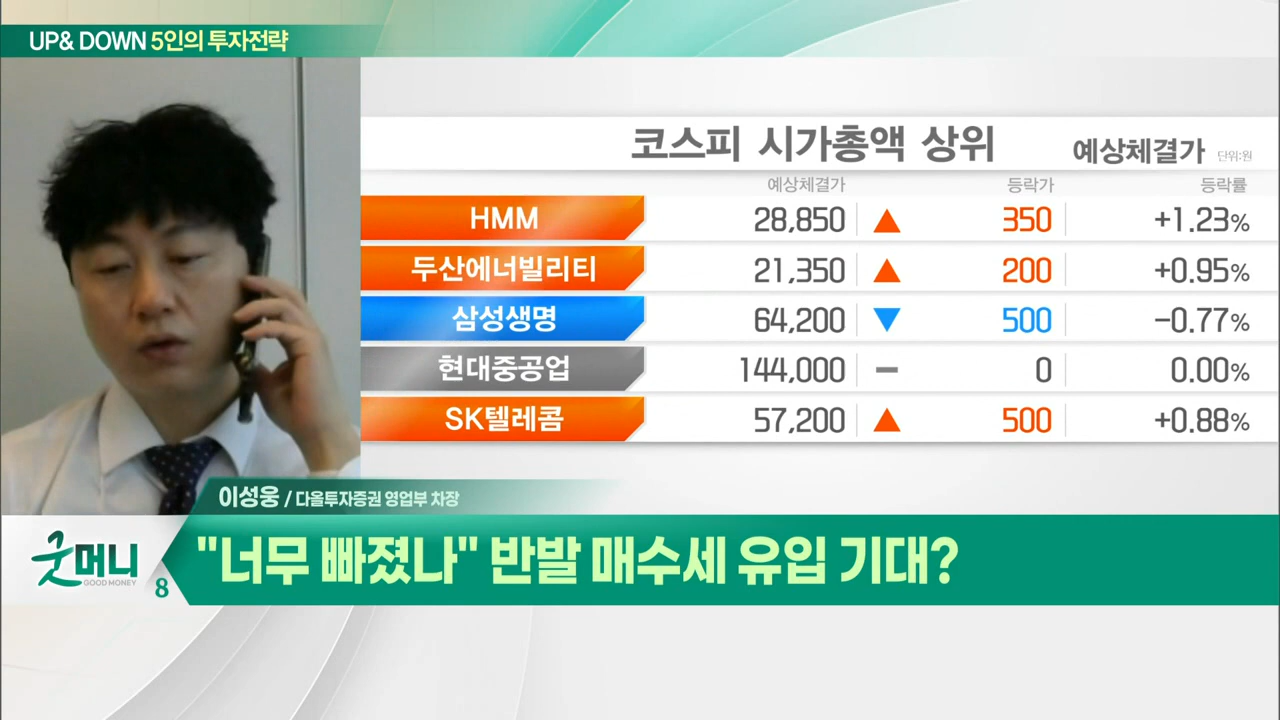 UP& DOWN 5인의 투자전략
코스피 시가총액 상위 예상체결가 단위:원
예상체결가 등락가 등락률
HMM 28,850 ▲ 350 +1.23%
두산에너빌리티 21,350 ▲ 200 +0.95%
삼성생명 64,200 ▼ 500 -0.77%
현대중공업 144,000 - 0 0.00%
SK텔레콤 57,200 ▲ 500 +0.88%
이성웅 / 다올투자증권 영업부 차장
굿머니
GOOD MONEY
8
"너무 빠졌나" 반발 매수세 유입 기대?